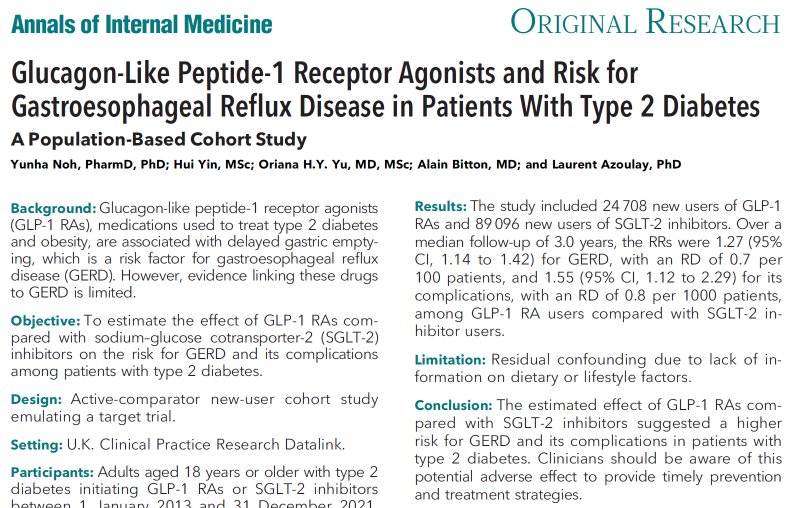 Annals of Internal Medicine
ORIGINAL RESEARCH
Glucagon-Like Peptide-1 Receptor Agonists and Risk for
Gastroesophageal Reflux Disease in Patients With Type 2 Diabetes
A Population-Based Cohort Study
Yunha Noh, PharmD, PhD; Hui Yin, MSc; Oriana H.Y. Yu, MD, MSc; Alain Bitton, MD; and Laurent Azoulay, PhD
Background: Glucagon-like peptide-1 receptor agonists
(GLP-1 RAs), medications used to treat type 2 diabetes
and obesity, are associated with delayed gastric empty-
ing, which is a risk factor for gastroesophageal reflux
disease (GERD). However, evidence linking these drugs
to GERD is limited.
Objective: To estimate the effect of GLP-1 RAs com-
pared with sodium–glucose cotransporter-2 (SGLT-2)
inhibitors on the risk for GERD and its complications
among patients with type 2 diabetes.
Design: Active-comparator new-user cohort study
emulating a target trial.
Setting: U.K. Clinical Practice Research Datalink.
Participants: Adults aged 18 years or older with type 2
diabetes initiating GLP-1 RAs or SGLT-2 inhibitors
between 1 January 2013 and 31 December 2021,
Results: The study included 24 708 new users of GLP-1
RAs and 89 096 new users of SGLT-2 inhibitors. Over a
median follow-up of 3.0 years, the RRs were 1.27 (95%
CI, 1.14 to 1.42) for GERD, with an RD of 0.7 per
100 patients, and 1.55 (95% CI, 1.12 to 2.29) for its
complications, with an RD of 0.8 per 1000 patients,
among GLP-1 RA users compared with SGLT-2 in-
hibitor users.
Limitation: Residual confounding due to lack of in-
formation on dietary or lifestyle factors.
Conclusion: The estimated effect of GLP-1 RAs com-
pared with SGLT-2 inhibitors suggested a higher
risk for GERD and its complications in patients with
type 2 diabetes. Clinicians should be aware of this
potential adverse effect to provide timely prevention
and treatment strategies.